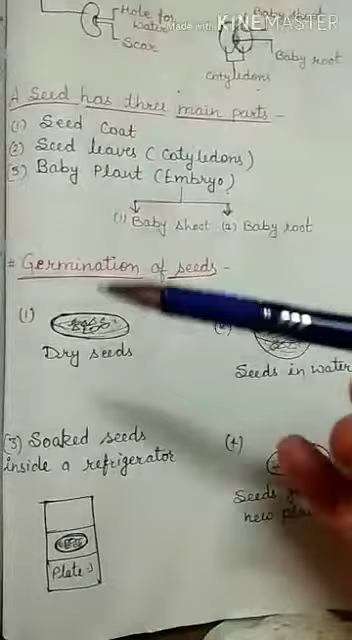 Hole for
water
Scar
Baby shoot
Baby root
Cotyledons
Made with KINEMASTER
A Seed has three main parts -
(1) Seed Coat
(2) Seed leaves (Cotyledons)
(3) Baby Plant (Embryo)
(1) Baby shoot (2) Baby root
# Germination of seeds -
(1)
Dry seeds
Seeds in water
(3) Soaked seeds
inside a refrigerator
(4)
Seeds
new
Plate